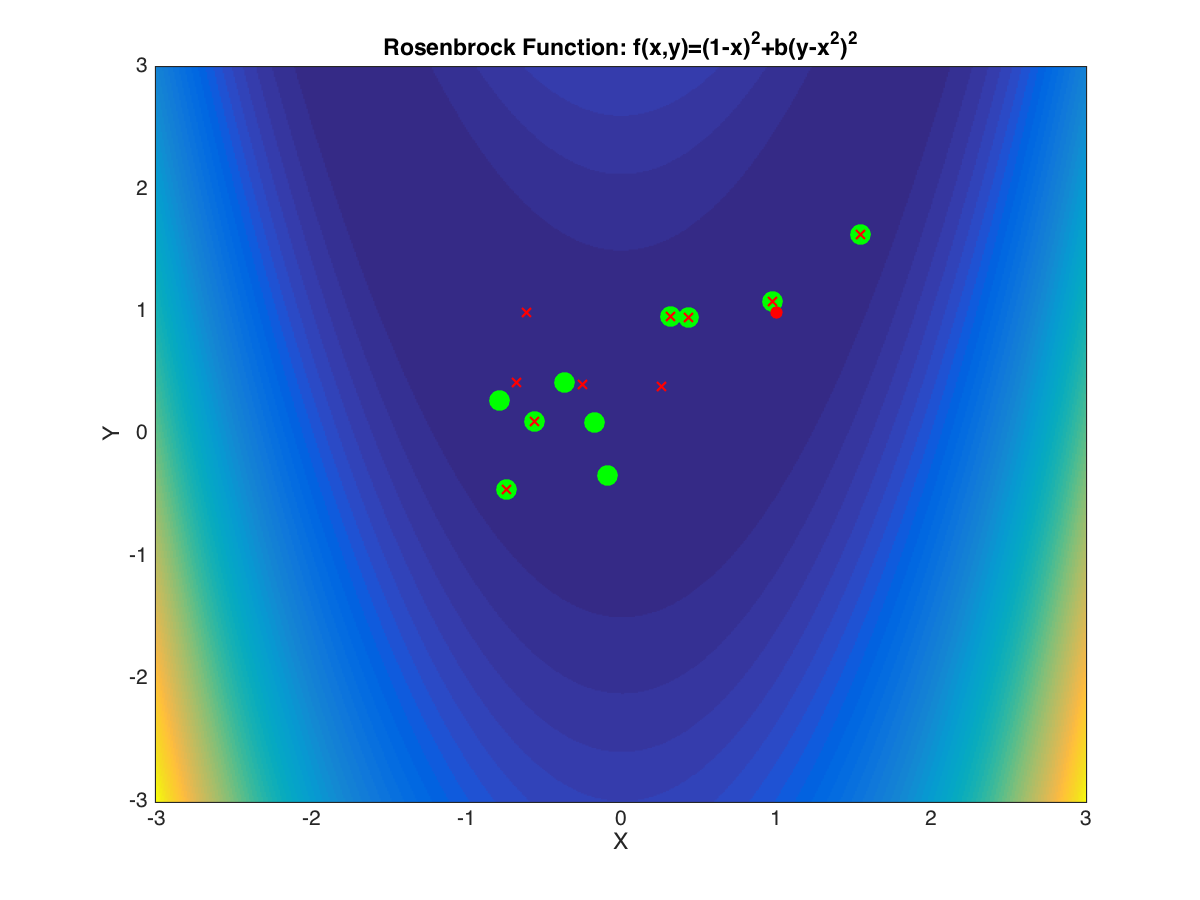 Rosenbrock Function: f(x,y)=(1-x)²+b(y-x²)²
3
2
1
0
-1
-2
-3
Y
-3 -2 -1 0 1 2 3
X